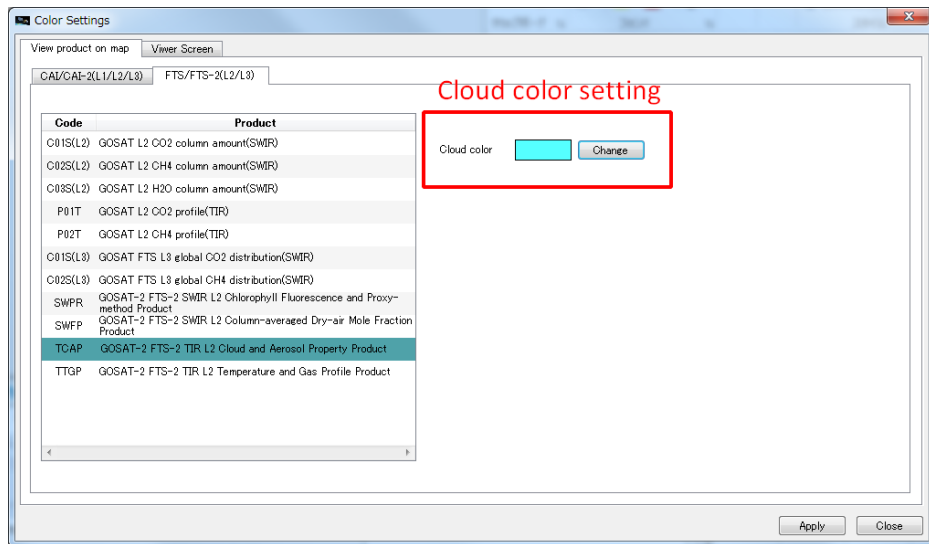 Color Settings
View product on map
Viwer Screen
CAI/CAI-2(L1/L2/L3)
FTS/FTS-2(L2/L3)
Cloud color setting
Code Product
C01S(L2) GOSAT L2 CO2 column amount(SWIR)
C02S(L2) GOSAT L2 CH4 column amount(SWIR)
C03S(L2) GOSAT L2 H2O column amount(SWIR)
P01T GOSAT L2 CO2 profile(TIR)
P02T GOSAT L2 CH4 profile(TIR)
C01S(L3) GOSAT FTS L3 global CO2 distribution(SWIR)
C02S(L3) GOSAT FTS L3 global CH4 distribution(SWIR)
SWPR GOSAT-2 FTS-2 SWIR L2 Chlorophyll Fluorescence and Proxy-
method Product
SWFP GOSAT-2 FTS-2 SWIR L2 Column-averaged Dry-air Mole Fraction
Product
TCAP GOSAT-2 FTS-2 TIR L2 Cloud and Aerosol Property Product
TTGP GOSAT-2 FTS-2 TIR L2 Temperature and Gas Profile Product
Cloud color
Change
Apply
Close